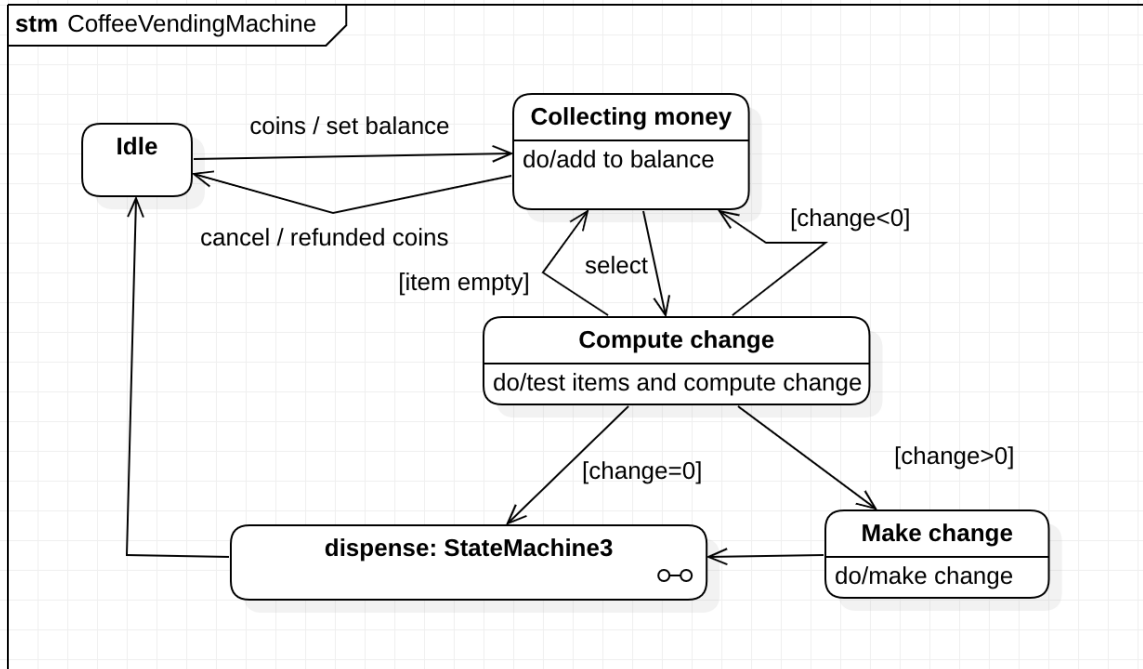 stm CoffeeVendingMachine
Collecting money
coins / set balance
Idle
do/add to balance
[change<0]
cancel / refunded coins
select
[item empty]
Compute change
do/test items and compute change
[change=0]
[change>0]
Make change
dispense: StateMachine3
do/make change